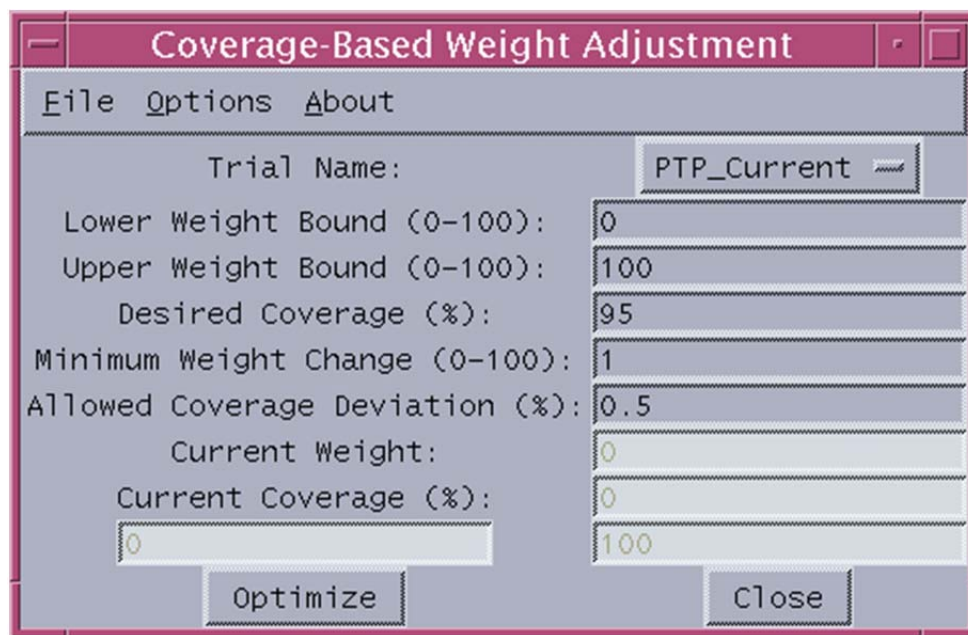 Coverage-Based Weight Adjustment
File Options About
Trial Name: PTP_Current
Lower Weight Bound (0-100): 0
Upper Weight Bound (0-100): 100
Desired Coverage (%): 95
Minimum Weight Change (0-100): 1
Allowed Coverage Deviation (%): 0.5
Current Weight: 0
Current Coverage (%): 0
0 100
Optimize Close